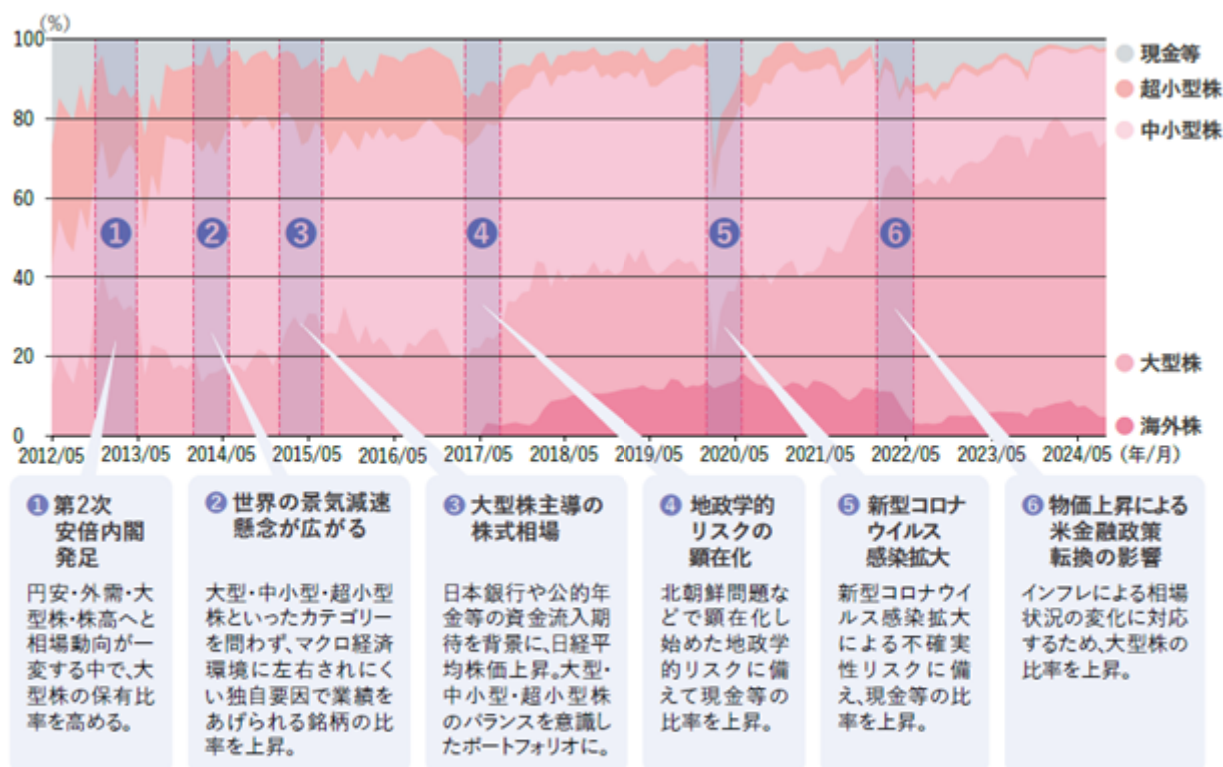 (%)
100
80
60
40
20
0
現金等
超小型株
中小型株
大型株
海外株
❶
❷
❸
❹
❺
❻
2012/05 2013/05 2014/05 2015/05 2016/05 2017/05 2018/05 2019/05 2020/05 2021/05 2022/05 2023/05 2024/05 (年/月)
❶ 第2次
安倍内閣
発足
円安・外需・大
型株・株高へと
相場動向が一
変する中で、大
型株の保有比
率を高める。
❷ 世界の景気減速
懸念が広がる
大型・中小型・超小型
株といったカテゴリー
を問わず、マクロ経済
環境に左右されにく
い独自要因で業績を
あげられる銘柄の比
率を上昇。
❸ 大型株主導の
株式相場
日本銀行や公的年
金等の資金流入期
待を背景に、日経平
均株価上昇。大型・
中小型・超小型株
のバランスを意識し
たポートフォリオに。
❹ 地政学的
リスクの
顕在化
北朝鮮問題な
どで顕在化し
始めた地政学
的リスクに備
えて現金等の
比率を上昇。
❺ 新型コロナ
ウイルス
感染拡大
新型コロナウイ
ルス感染拡大
による不確実
性リスクに備
え、現金等の比
率を上昇。
❻ 物価上昇による
米金融政策
転換の影響
インフレによる相場
状況の変化に対応
するため、大型株の
比率を上昇。